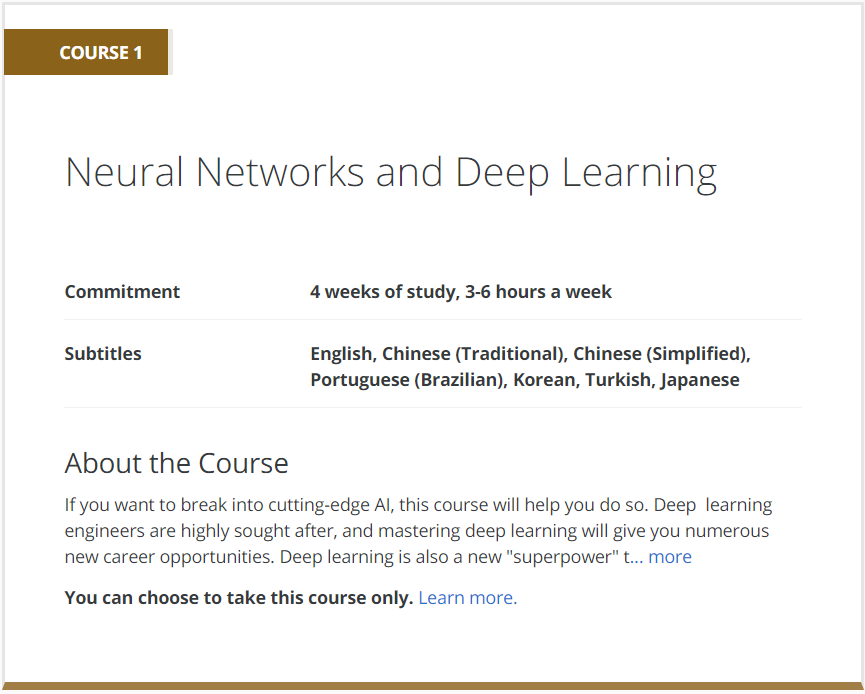 COURSE 1
Neural Networks and Deep Learning
Commitment 4 weeks of study, 3-6 hours a week
Subtitles English, Chinese (Traditional), Chinese (Simplified),
Portuguese (Brazilian), Korean, Turkish, Japanese
About the Course
If you want to break into cutting-edge AI, this course will help you do so. Deep  learning
engineers are highly sought after, and mastering deep learning will give you numerous
new career opportunities. Deep learning is also a new "superpower" t... more
You can choose to take this course only. Learn more.